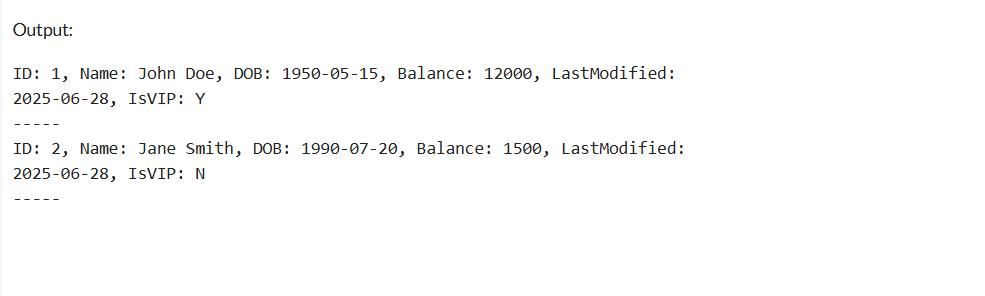 Output:
ID: 1, Name: John Doe, DOB: 1950-05-15, Balance: 12000, LastModified:
2025-06-28, IsVIP: Y
-----
ID: 2, Name: Jane Smith, DOB: 1990-07-20, Balance: 1500, LastModified:
2025-06-28, IsVIP: N
-----